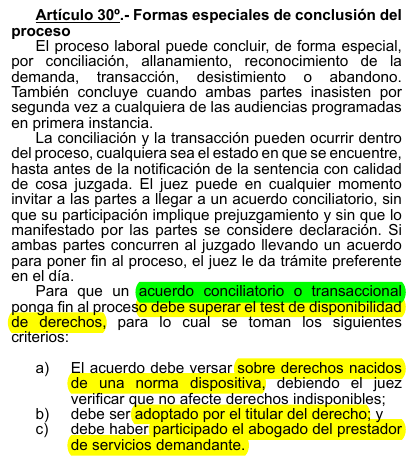 Artículo 30º.- Formas especiales de conclusión del
proceso
El proceso laboral puede concluir, de forma especial,
por conciliación, allanamiento, reconocimiento de la
demanda, transacción, desistimiento o abandono.
También concluye cuando ambas partes inasisten por
segunda vez a cualquiera de las audiencias programadas
en primera instancia.
La conciliación y la transacción pueden ocurrir dentro
del proceso, cualquiera sea el estado en que se encuentre,
hasta antes de la notificación de la sentencia con calidad
de cosa juzgada. El juez puede en cualquier momento
invitar a las partes a llegar a un acuerdo conciliatorio, sin
que su participación implique prejuzgamiento y sin que lo
manifestado por las partes se considere declaración. Si
ambas partes concurren al juzgado llevando un acuerdo
para poner fin al proceso, el juez le da trámite preferente
en el día.
Para que un acuerdo conciliatorio o transaccional
ponga fin al proceso debe superar el test de disponibilidad
de derechos, para lo cual se toman los siguientes
criterios:
a) El acuerdo debe versar sobre derechos nacidos
de una norma dispositiva, debiendo el juez
verificar que no afecte derechos indisponibles;
b) debe ser adoptado por el titular del derecho; y
c) debe haber participado el abogado del prestador
de servicios demandante.